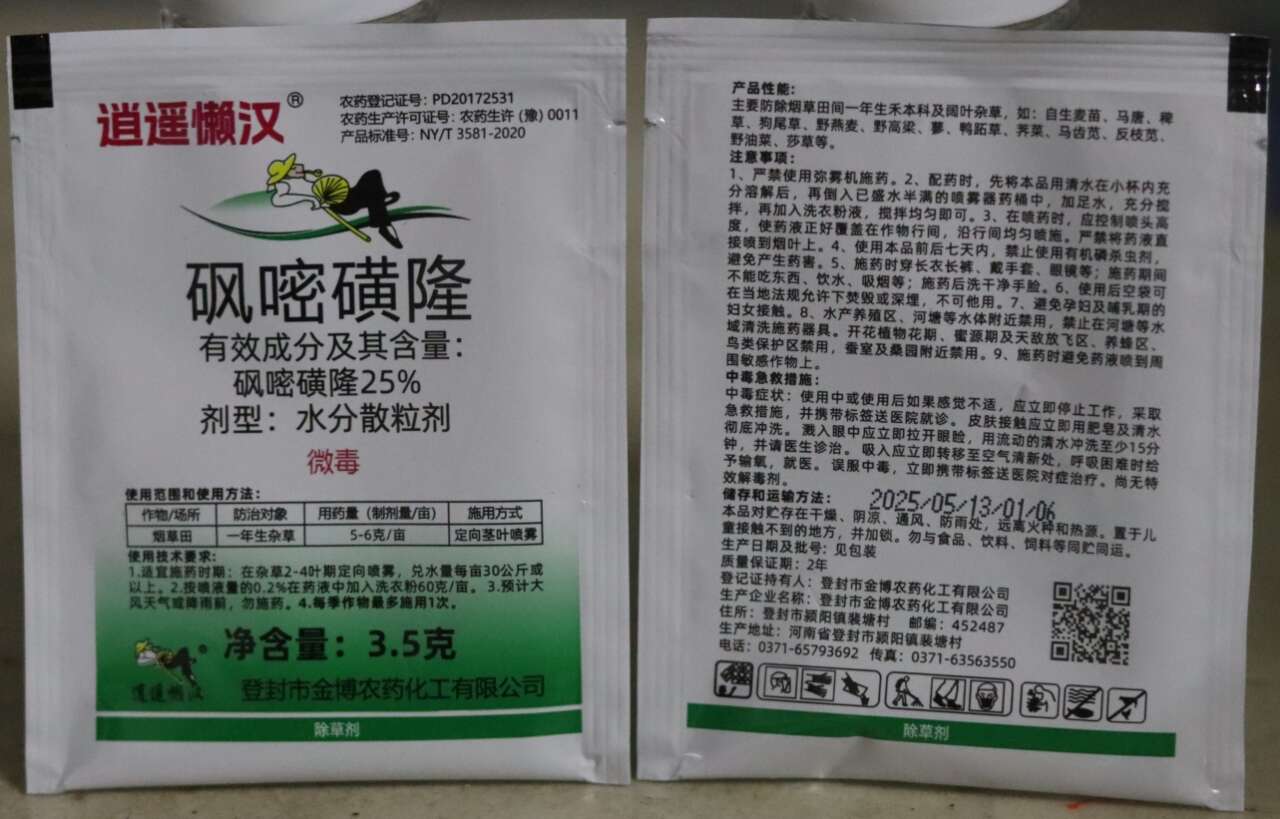 逍遥懒汉®
农药登记证号：PD20172531
农药生产许可证号：农药生许（豫）0011
产品标准号：NY/T 3581-2020
砜嘧磺隆
有效成分及其含量：
砜嘧磺隆25%
剂型：水分散粒剂
微毒
使用范围和使用方法：
作物/场所 防治对象 用药量（制剂量/亩） 施用方式
烟草田 一年生杂草 5-6克/亩 定向茎叶喷雾
使用技术要求：
1.适宜施药时期：在杂草2-4叶期定向喷雾，兑水量每亩30公斤或
以上。2.按喷液量的0.2%在药液中加入洗衣粉60克/亩。 3.预计大
风天气或降雨前，勿施药。4.每季作物最多施用1次。
逍遥懒汉®
净含量：3.5克
登封市金博农药化工有限公司
除草剂
产品性能：
主要防除烟草田间一年生禾本科及阔叶杂草，如：自生麦苗、马唐、稗
草、狗尾草、野燕麦、野高梁、蓼、鸭跖草、荠菜、马齿苋、反枝苋、
野油菜、莎草等。
注意事项：
1、严禁使用弥雾机施药。2、配药时，先将本品用清水在小杯内充
分溶解后，再倒入已盛水半满的喷雾器药桶中，加足水，充分搅
拌，再加入洗衣粉液，搅拌均匀即可。3、在喷药时，应控制喷头高
度，使药液正好覆盖在作物行间，沿行间均匀喷施。严禁将药液直
接喷到烟叶上。4、使用本品前后七天内，禁止使用有机磷杀虫剂，
避免产生药害。5、施药时穿长衣长裤、戴手套、眼镜等；施药期间
不能吃东西、饮水、吸烟等；施药后洗干净手脸。6、使用后空袋可
在当地法规允许下焚毁或深埋，不可他用。7、避免孕妇及哺乳期的
妇女接触。8、水产养殖区、河塘等水体附近禁用，禁止在河塘等水
域清洗施药器具。开花植物花期、蜜源期及天敌放飞区、养蜂区、
鸟类保护区禁用，蚕室及桑园附近禁用。9、施药时避免药液喷到周
围敏感作物上。
中毒急救措施：
中毒症状：使用中或使用后如果感觉不适，应立即停止工作，采取
急救措施，并携带标签送医院就诊。皮肤接触应立即用肥皂及清水
彻底冲洗。溅入眼中应立即拉开眼睑，用流动的清水冲洗至少15分
钟，并请医生诊治。吸入应立即转移至空气清新处，呼吸困难时给
予输氧，就医。误服中毒，立即携带标签送医院对症治疗。尚无特
效解毒剂。
储存和运输方法：
2025/05/13/01/06
本品对贮存在干燥、阴凉、通风、防雨处，远离火种和热源。置于儿
童接触不到的地方，并加锁。勿与食品、饮料、饲料等同贮同运。
生产日期及批号：见包装
质量保证期：2年
登记证持有人：登封市金博农药化工有限公司
生产企业名称：登封市金博农药化工有限公司
住所：登封市颍阳镇裴塘村 邮编：452487
生产地址：河南省登封市颍阳镇裴塘村
电话：0371-65793692 传真：0371-63563550
除草剂